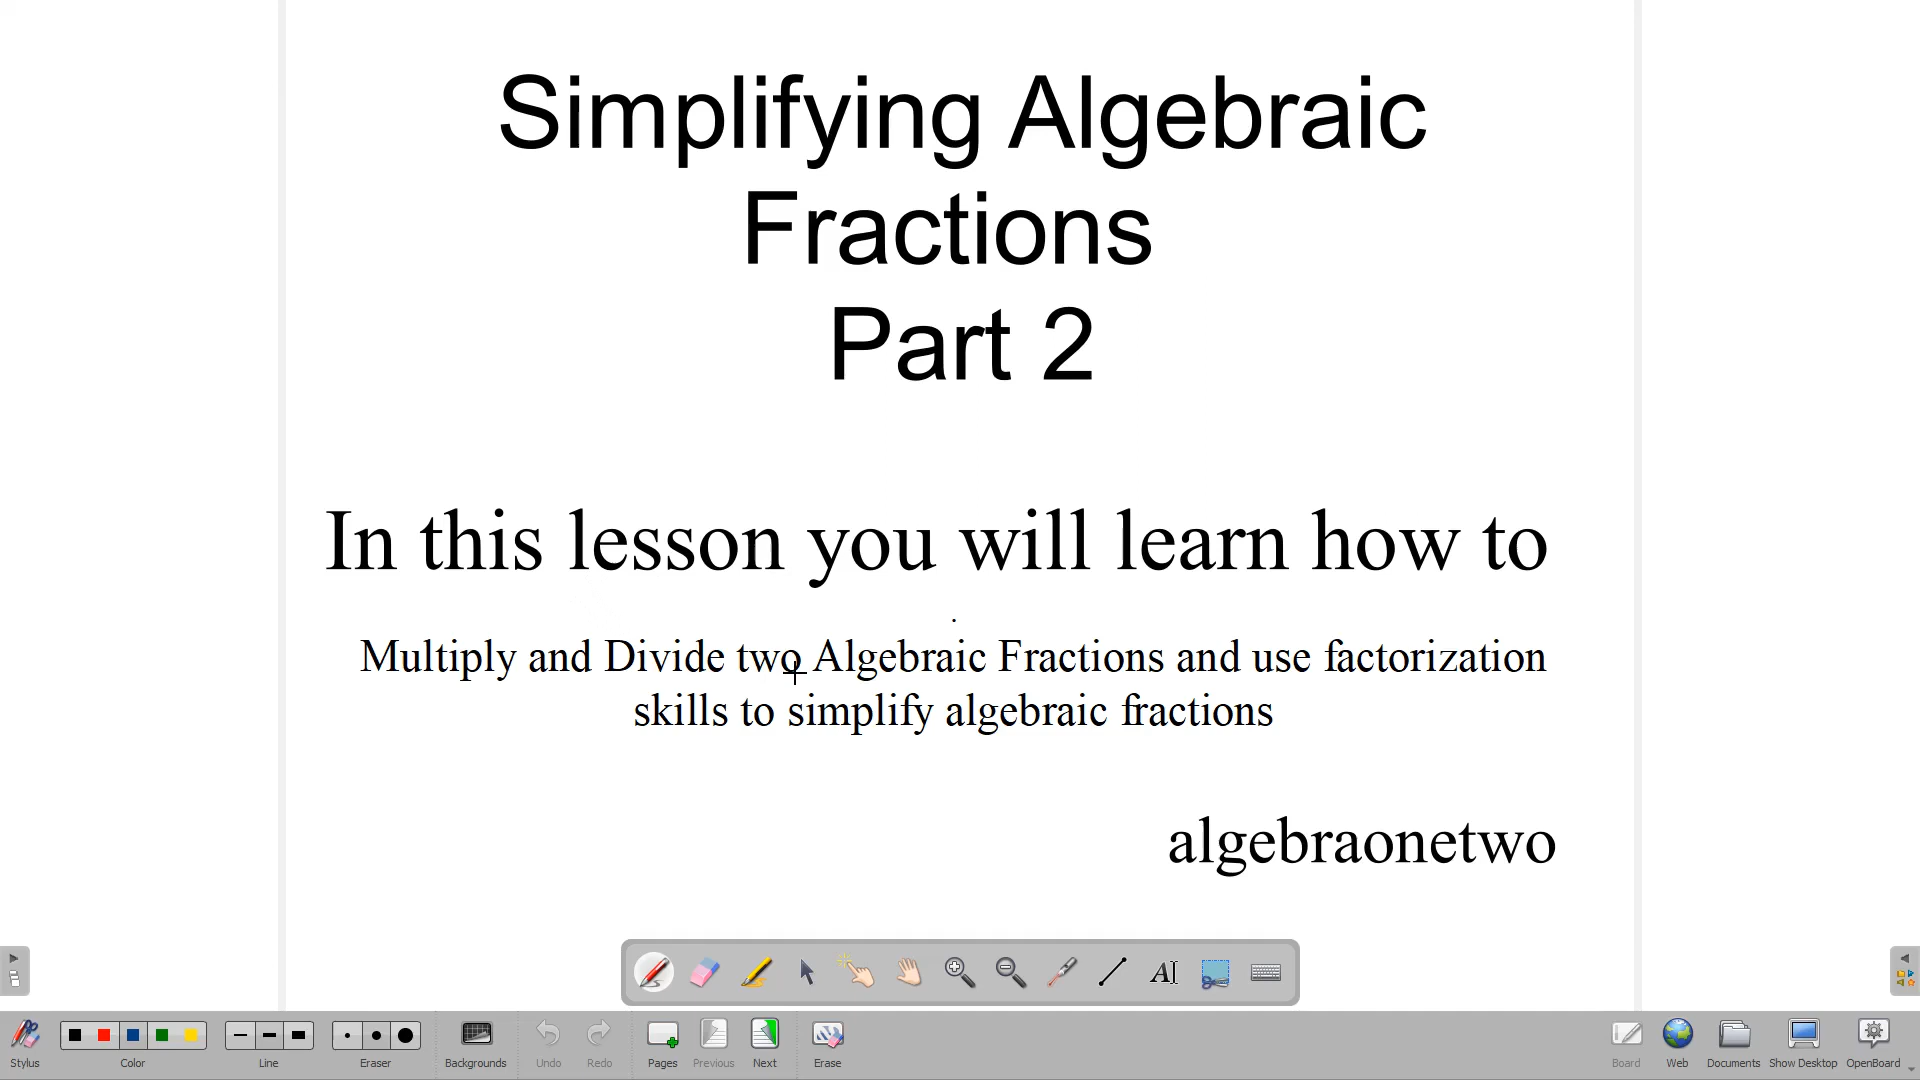 Simplifying Algebraic
Fractions
Part 2
In this lesson you will learn how to
Multiply and Divide two Algebraic Fractions and use factorization
skills to simplify algebraic fractions
algebraonetwo
Stylus
Color
Line
Eraser
Backgrounds
Undo
Redo
Pages
Previous
Next
Erase
Board
Web
Documents
Show Desktop
OpenBoard